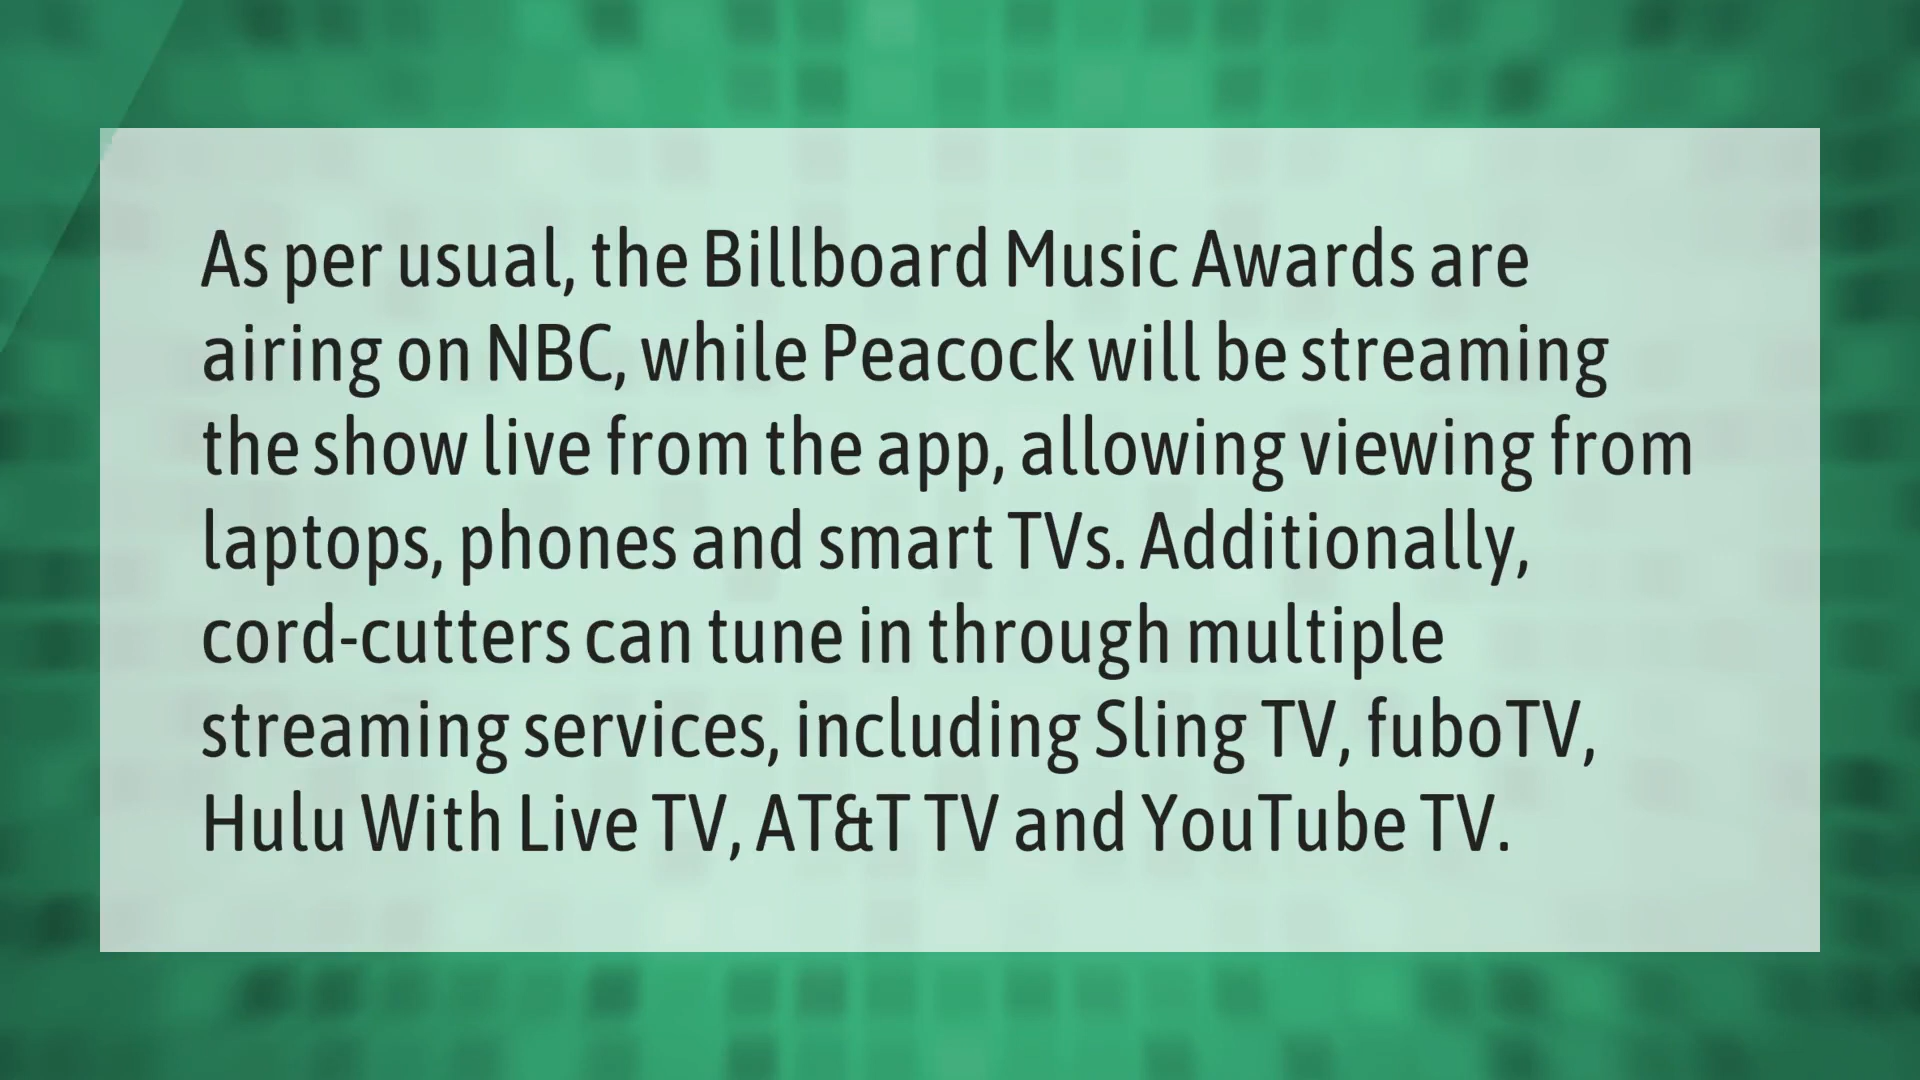 As per usual, the Billboard Music Awards are
airing on NBC, while Peacock will be streaming
the show live from the app, allowing viewing from
laptops, phones and smart TVs. Additionally,
cord-cutters can tune in through multiple
streaming services, including Sling TV, fuboTV,
Hulu With Live TV, AT&T TV and YouTube TV.